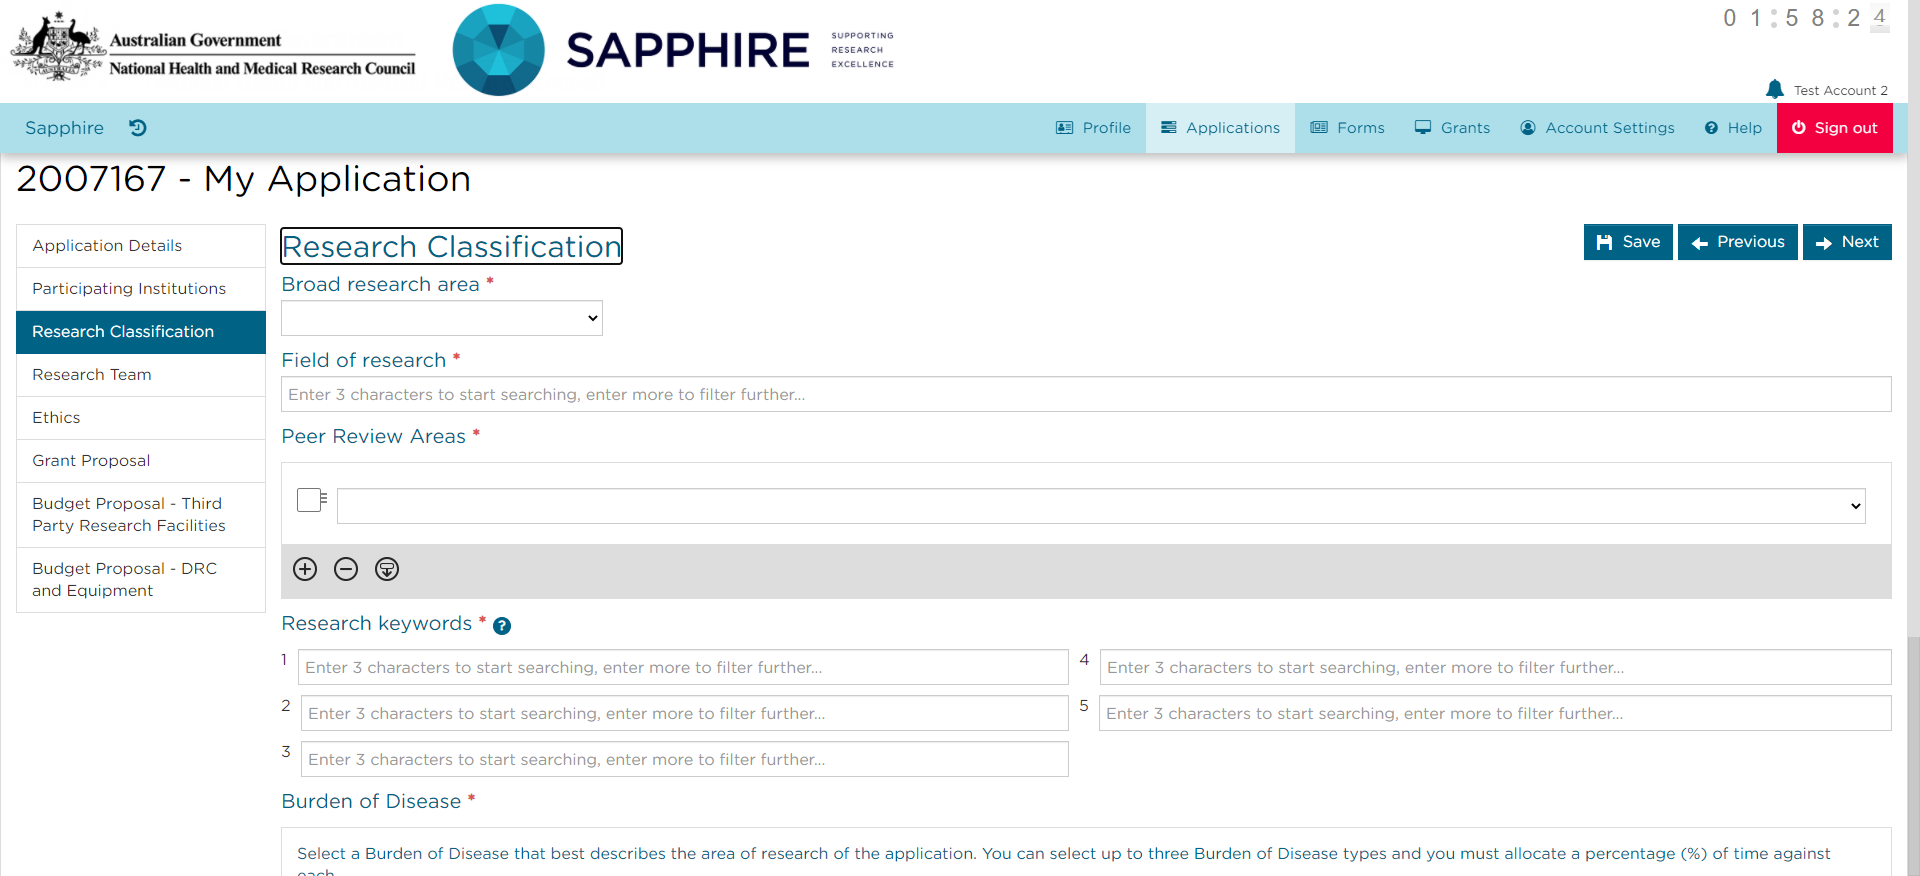 Australian Government
National Health and Medical Research Council
SAPPHIRE
SUPPORTING
RESEARCH
EXCELLENCE
01:58:24
Test Account 2
Sapphire
Profile
Applications
Forms
Grants
Account Settings
Help
Sign out
2007167 - My Application
Application Details
Participating Institutions
Research Classification
Research Team
Ethics
Grant Proposal
Budget Proposal - Third
Party Research Facilities
Budget Proposal - DRC
and Equipment
Research Classification
Save
Previous
Next
Broad research area *
Field of research *
Enter 3 characters to start searching, enter more to filter further...
Peer Review Areas *
Research keywords * ?
1 Enter 3 characters to start searching, enter more to filter further...
4 Enter 3 characters to start searching, enter more to filter further...
2 Enter 3 characters to start searching, enter more to filter further...
5 Enter 3 characters to start searching, enter more to filter further...
3 Enter 3 characters to start searching, enter more to filter further...
Burden of Disease *
Select a Burden of Disease that best describes the area of research of the application. You can select up to three Burden of Disease types and you must allocate a percentage (%) of time against
each